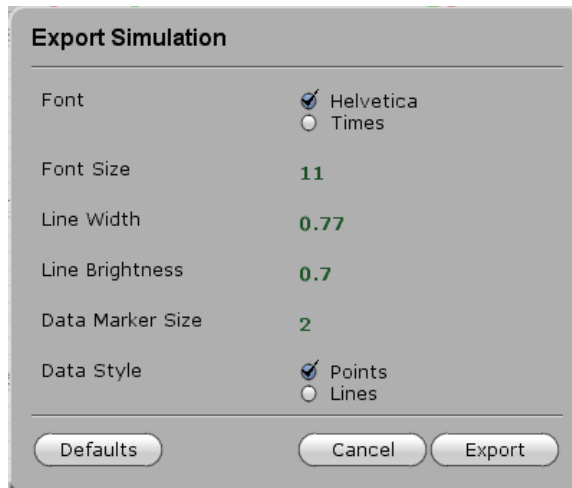 Export Simulation
Font Helvetica
Times
Font Size 11
Line Width 0.77
Line Brightness 0.7
Data Marker Size 2
Data Style Points
Lines
Defaults Cancel Export